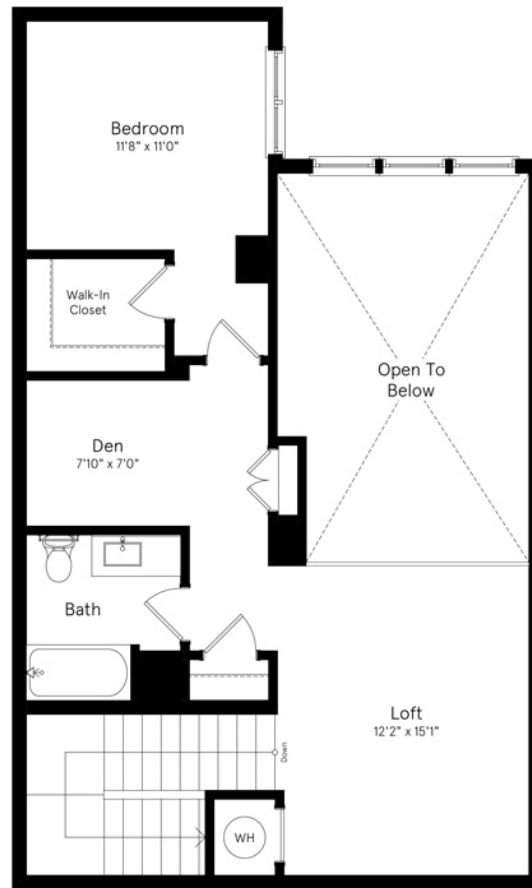 Bedroom
11'8" x 11'0"
Walk-In
Closet
Open To
Below
Den
7'10" x 7'0"
Bath
Loft
12'2" x 15'1"
Down
WH